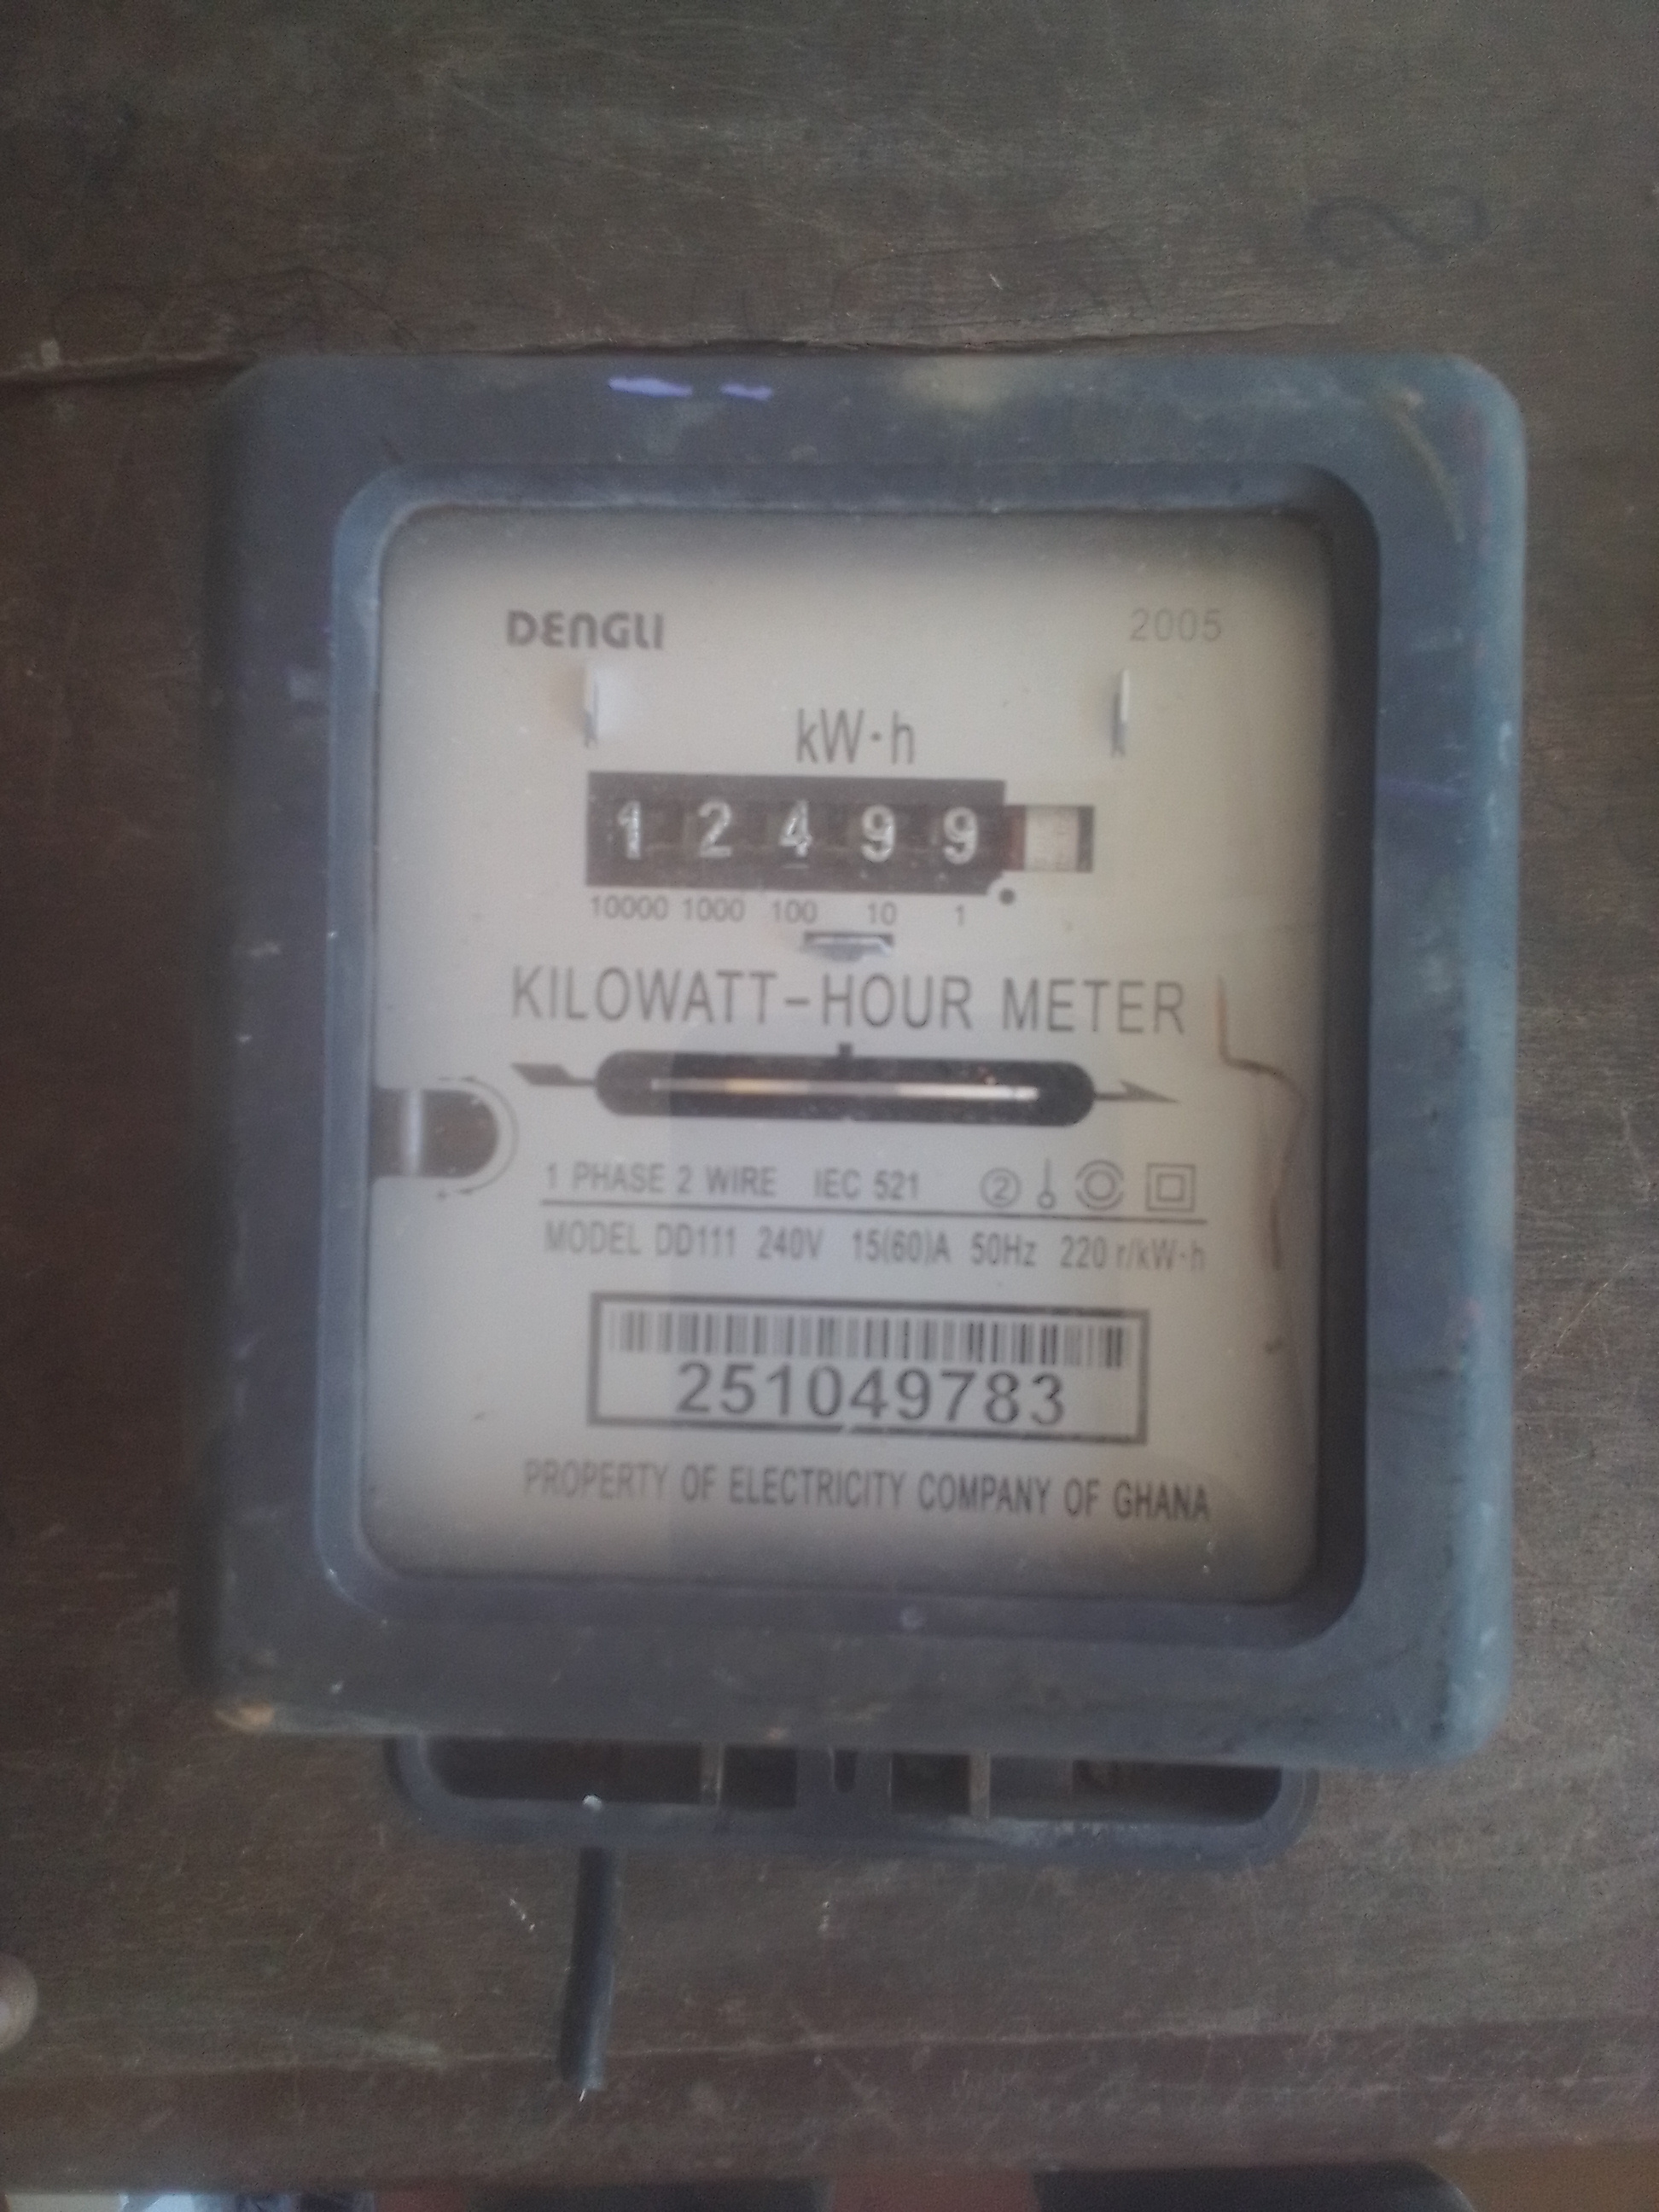 DENGLI 2005
kW·h
1 2 4 9 9
10000 1000 100 10 1
KILOWATT-HOUR METER
1 PHASE 2 WIRE IEC 521 2
MODEL DD111 240V 15(60)A 50Hz 220 r/kW·h
251049783
PROPERTY OF ELECTRICITY COMPANY OF GHANA